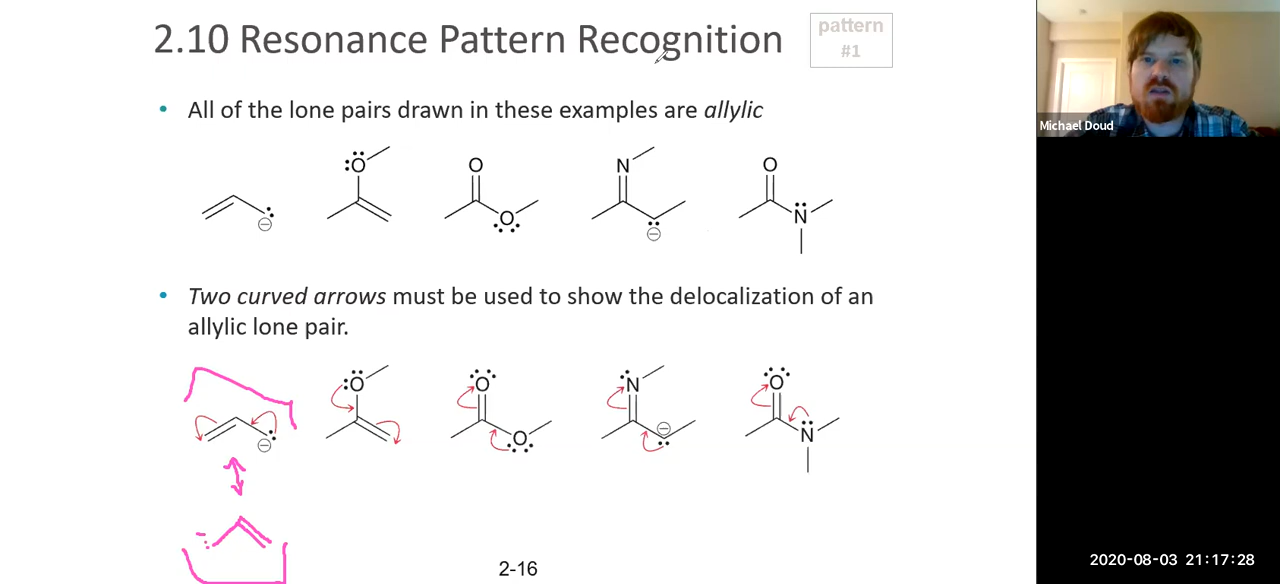 2.10 Resonance Pattern Recognition
pattern
#1
Michael Doud
• All of the lone pairs drawn in these examples are allylic
:Ö
O
O
N
O
N
⊖
⊖
• Two curved arrows must be used to show the delocalization of an
allylic lone pair.
:Ö
O
O
N
⊖
O
N
⊖
2-16
2020-08-03 21:17:28